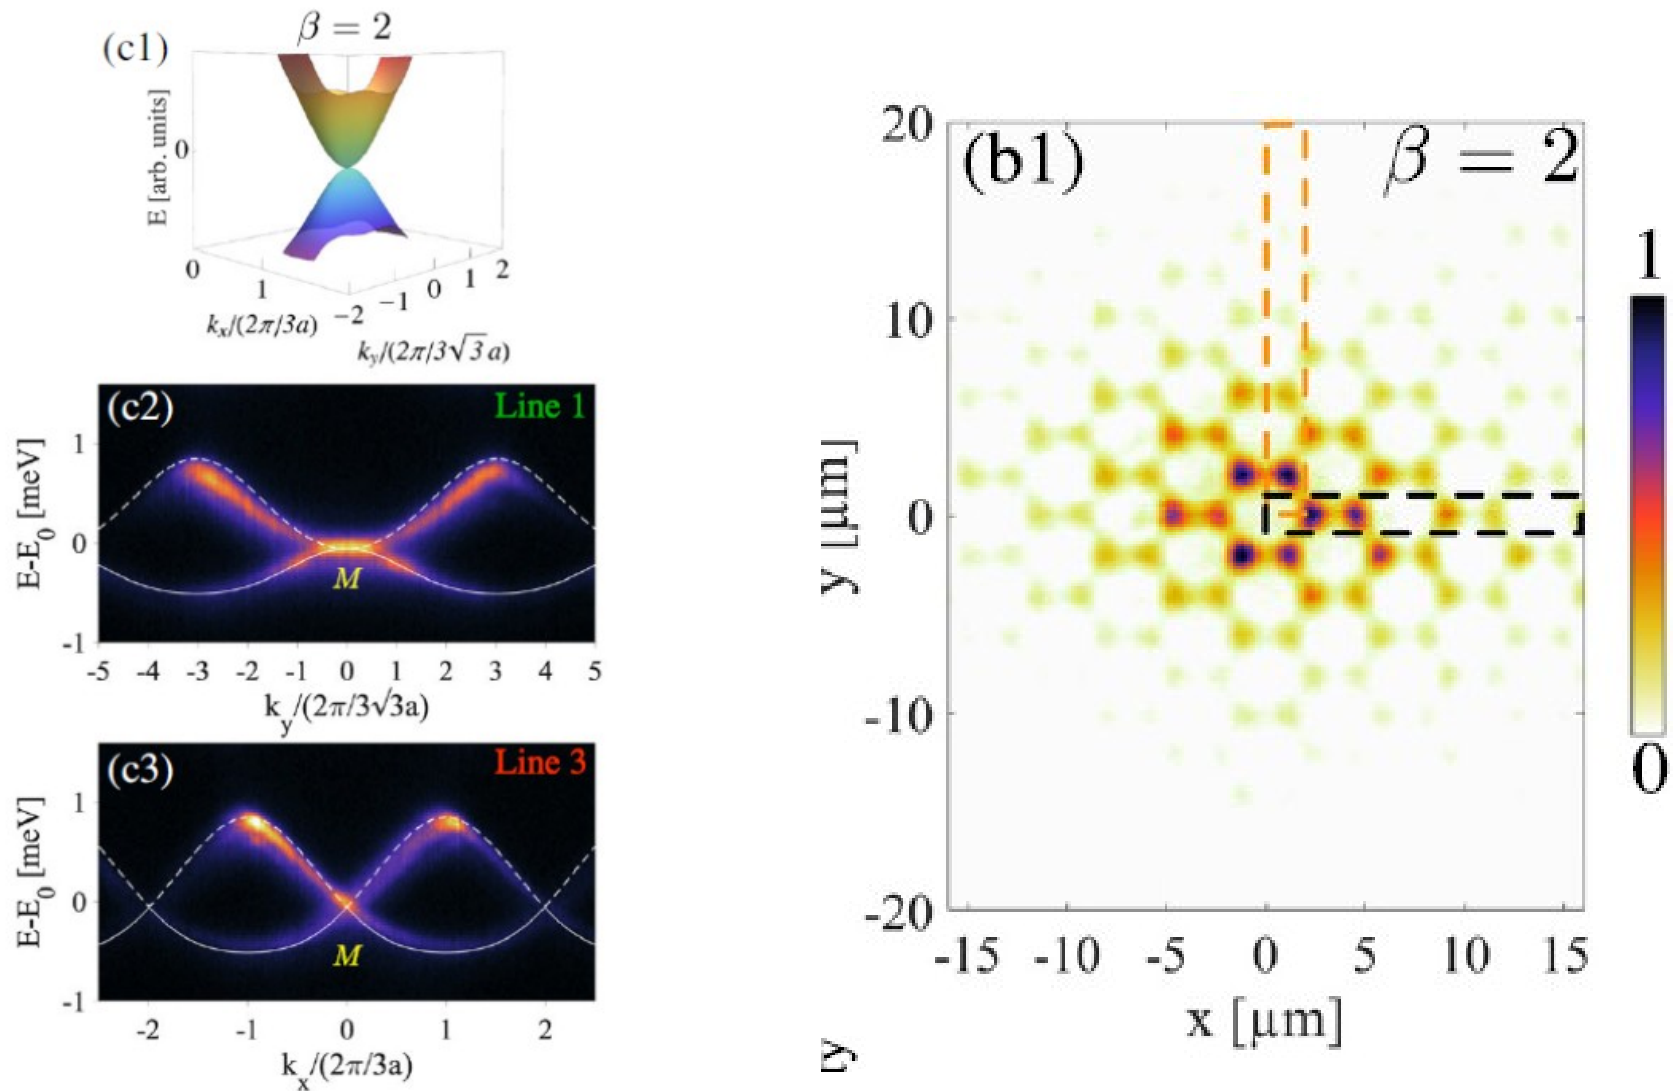 (c1)
β = 2
E [arb. units]
0
0
1
kx/(2π/3a)
-2
-1
0
1
2
ky/(2π/3√3 a)
(c2)
Line 1
E-E0 [meV]
1
0
-1
M
-5 -4 -3 -2 -1 0 1 2 3 4 5
ky/(2π/3√3a)
(c3)
Line 3
E-E0 [meV]
1
0
-1
M
-2 -1 0 1 2
kx/(2π/3a)
(b1)
β = 2
y [μm]
20
10
0
-10
-20
-15 -10 -5 0 5 10 15
x [μm]
1
0
ty